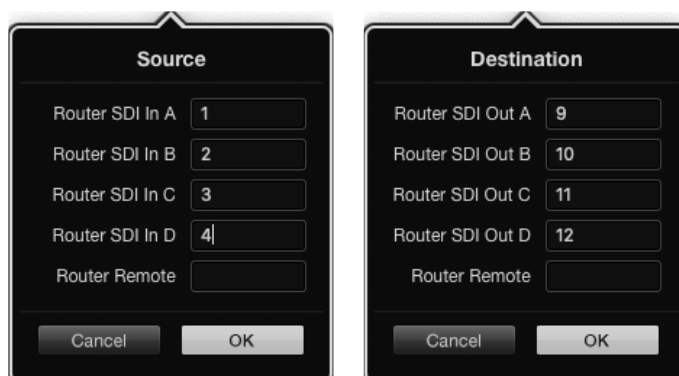 Source
Router SDI In A 1
Router SDI In B 2
Router SDI In C 3
Router SDI In D 4
Router Remote
Cancel OK
Destination
Router SDI Out A 9
Router SDI Out B 10
Router SDI Out C 11
Router SDI Out D 12
Router Remote
Cancel OK